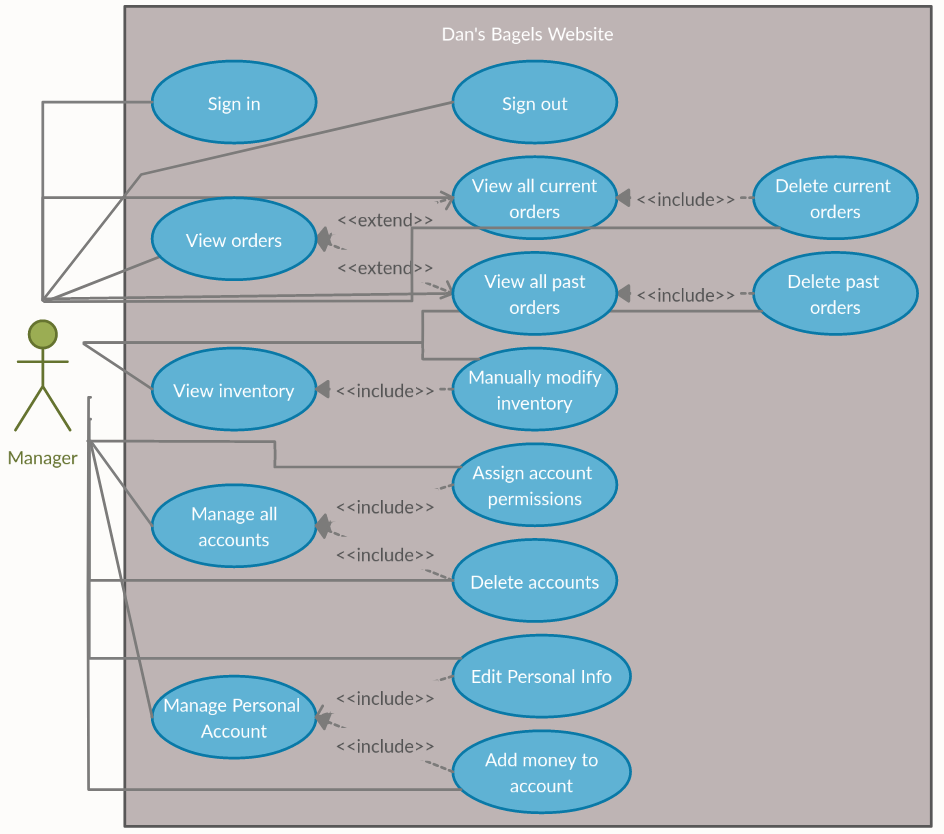 Dan's Bagels Website
Sign in
Sign out
View all current
orders
<<include>>
Delete current
orders
View orders
<<extend>>
<<extend>>
View all past
orders
<<include>>
Delete past
orders
Manager
View inventory
<<include>>
Manually modify
inventory
Assign account
permissions
Manage all
accounts
<<include>>
<<include>>
Delete accounts
Edit Personal Info
Manage Personal
Account
<<include>>
<<include>>
Add money to
account